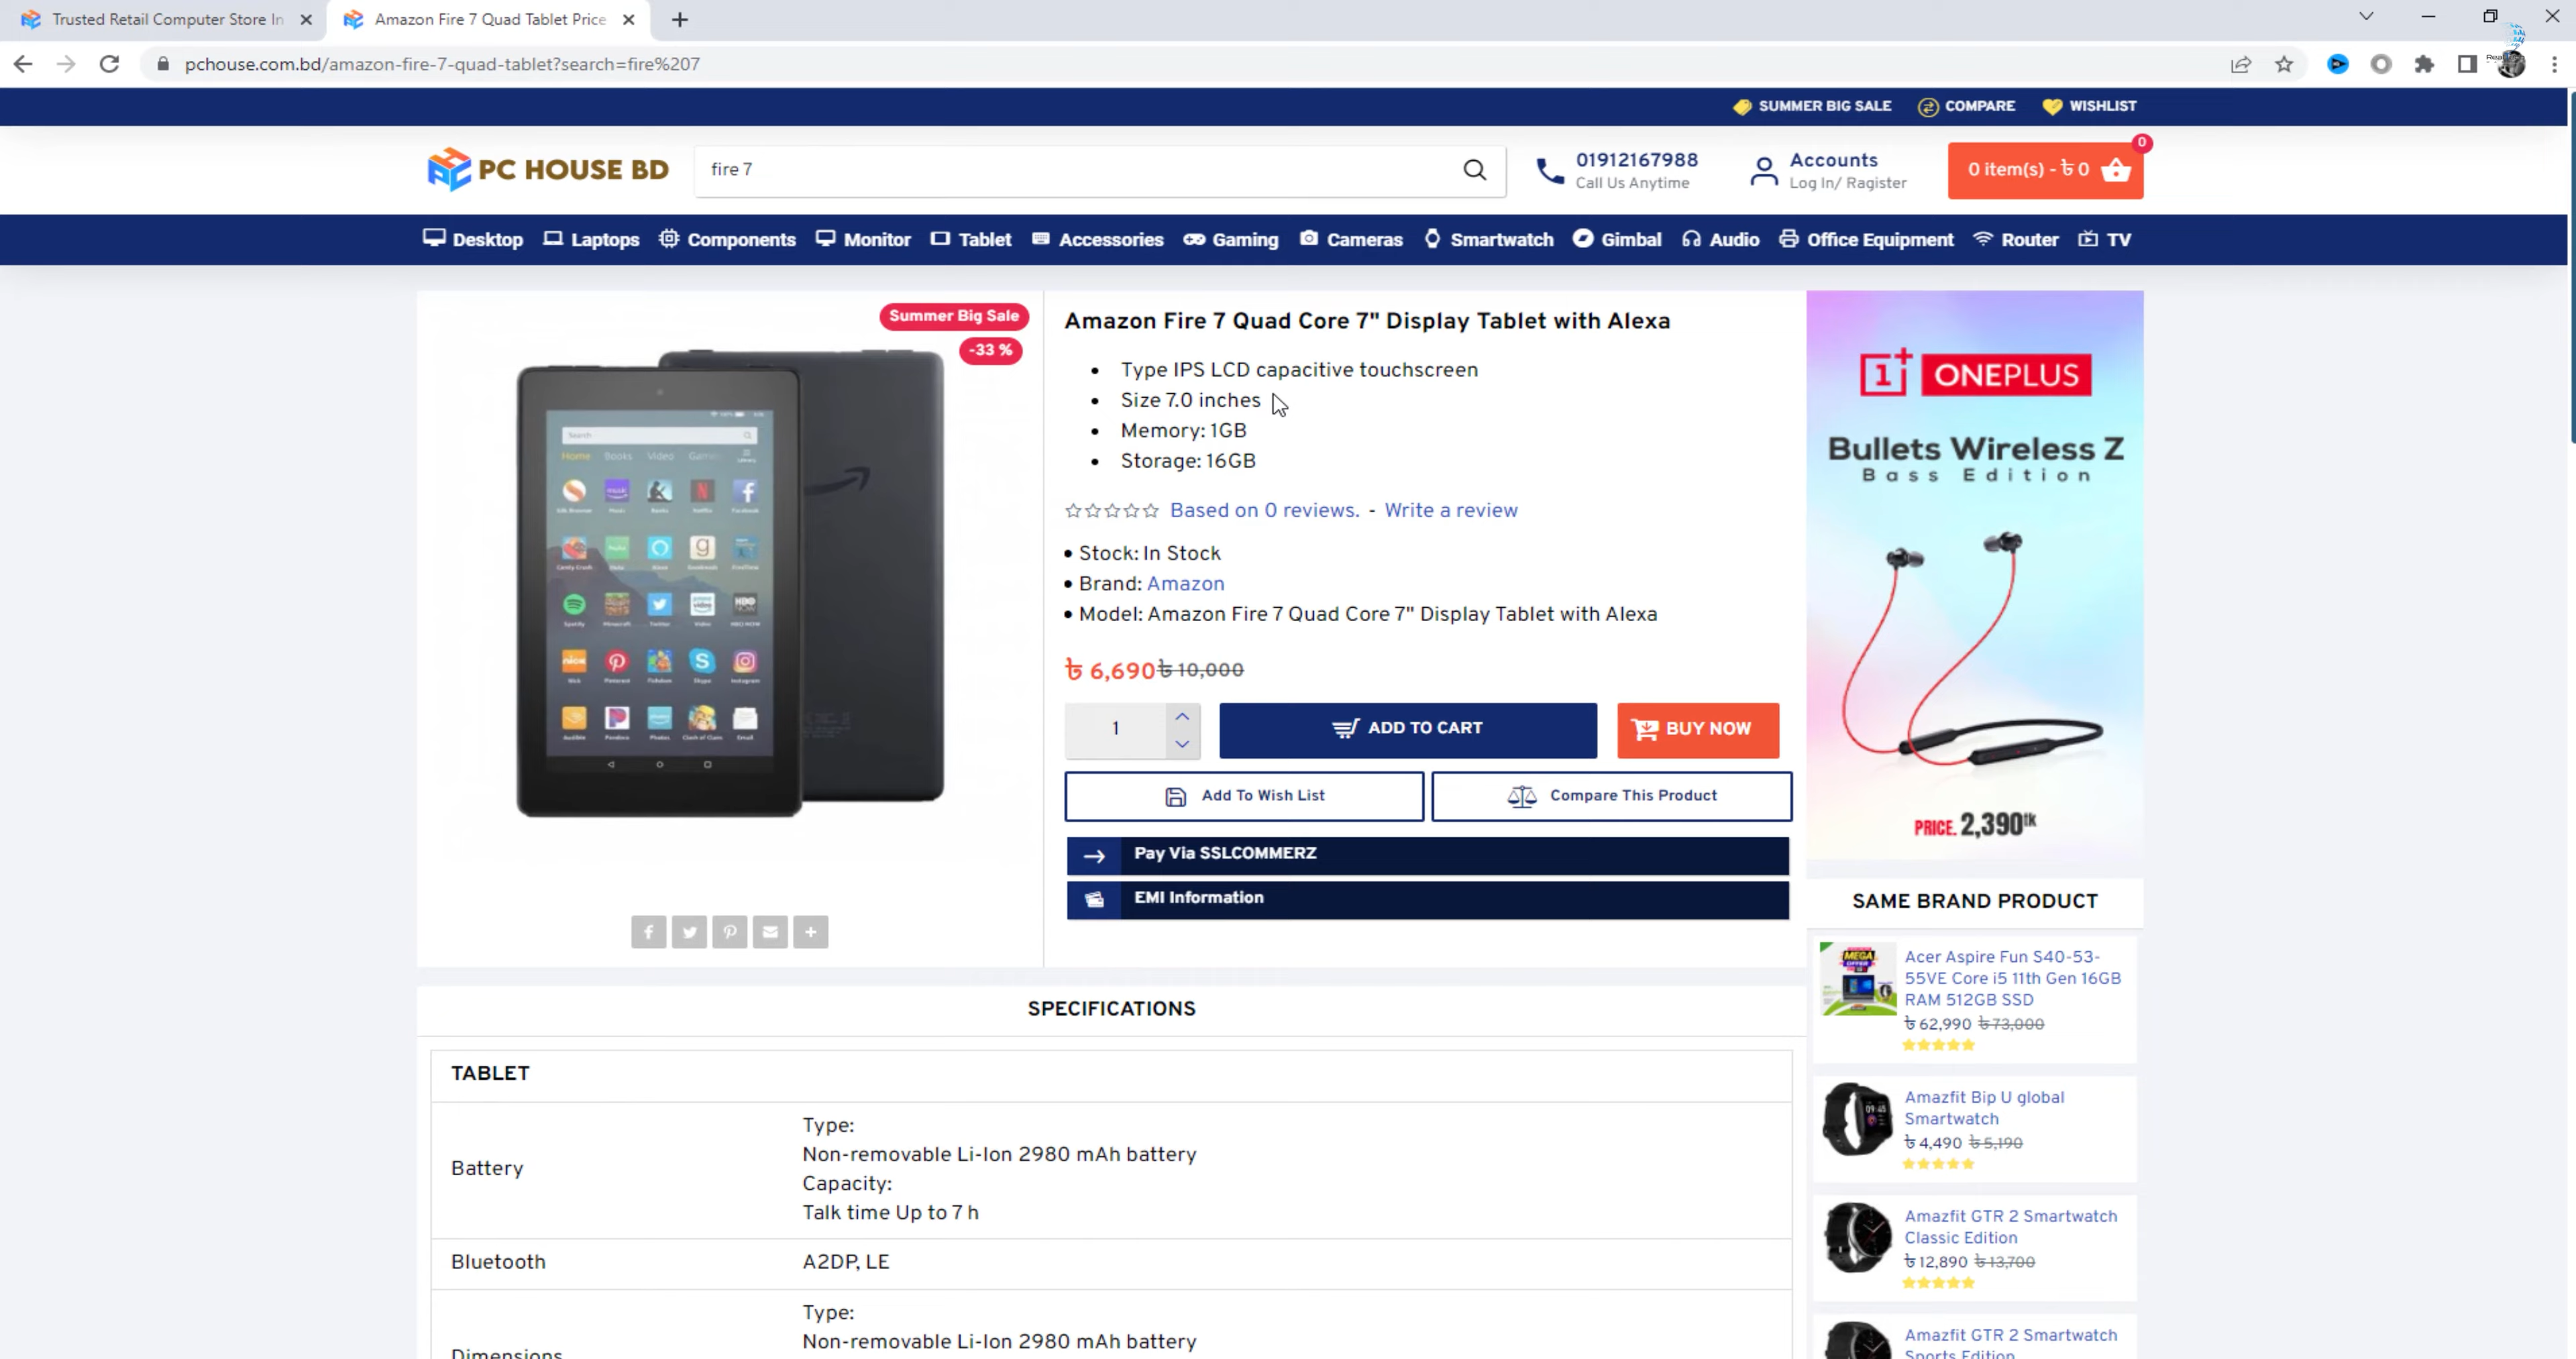 Trusted Retail Computer Store In
Amazon Fire 7 Quad Tablet Price
pchouse.com.bd/amazon-fire-7-quad-tablet?search=fire%207
SUMMER BIG SALE
COMPARE
WISHLIST
PC HOUSE BD
fire 7
01912167988
Call Us Anytime
Accounts
Log In/ Ragister
0 item(s) - ৳ 0
0
Desktop
Laptops
Components
Monitor
Tablet
Accessories
Gaming
Cameras
Smartwatch
Gimbal
Audio
Office Equipment
Router
TV
Summer Big Sale
-33 %
Search
Home Books Video
Amazon Fire 7 Quad Core 7" Display Tablet with Alexa
• Type IPS LCD capacitive touchscreen
• Size 7.0 inches
• Memory: 1GB
• Storage: 16GB
Based on 0 reviews. - Write a review
• Stock: In Stock
• Brand: Amazon
• Model: Amazon Fire 7 Quad Core 7" Display Tablet with Alexa
৳ 6,690 ৳ 10,000
1
ADD TO CART
BUY NOW
Add To Wish List
Compare This Product
Pay Via SSLCOMMERZ
EMI Information
1+ ONEPLUS
Bullets Wireless Z
Bass Edition
PRICE. 2,390tk
SAME BRAND PRODUCT
MEGA
OFFER
Acer Aspire Fun S40-53-
55VE Core i5 11th Gen 16GB
RAM 512GB SSD
৳ 62,990 ৳ 73,000
Amazfit Bip U global
Smartwatch
৳ 4,490 ৳ 5,190
Amazfit GTR 2 Smartwatch
Classic Edition
৳ 12,890 ৳ 13,700
Amazfit GTR 2 Smartwatch
Sports Edition
SPECIFICATIONS
TABLET
Battery
Type:
Non-removable Li-Ion 2980 mAh battery
Capacity:
Talk time Up to 7 h
Bluetooth
A2DP, LE
Dimensions
Type:
Non-removable Li-Ion 2980 mAh battery